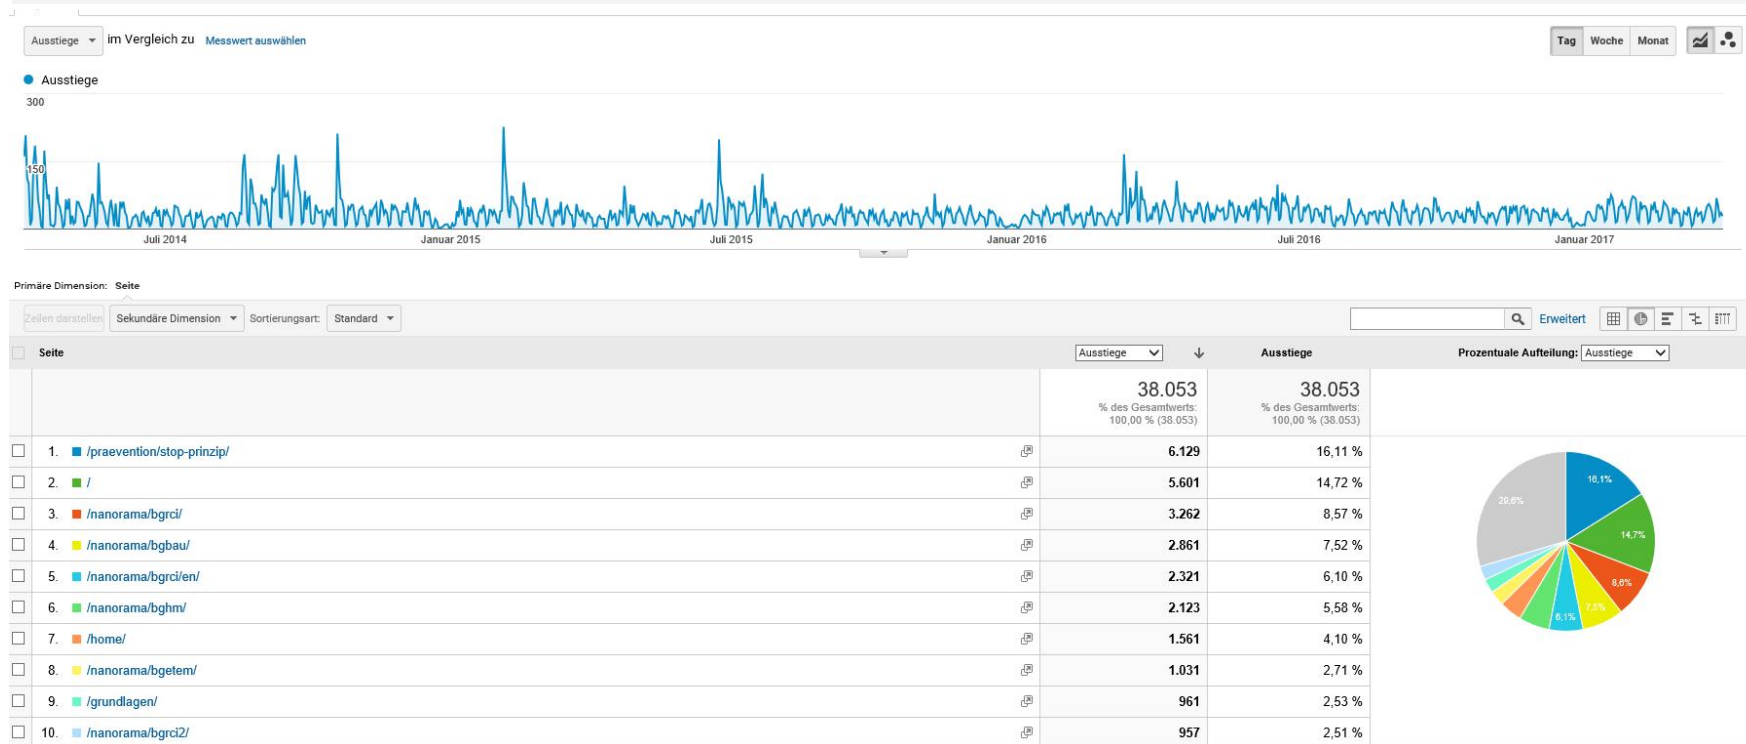 Ausstiege im Vergleich zu Messwert auswählen Tag Woche Monat
Ausstiege
300
150
Juli 2014 Januar 2015 Juli 2015 Januar 2016 Juli 2016 Januar 2017
Primäre Dimension: Seite
Zeilen darstellen Sekundäre Dimension Sortierungsart: Standard Erweitert
Seite Ausstiege Ausstiege Prozentuale Aufteilung: Ausstiege
38.053 38.053
% des Gesamtwerts: % des Gesamtwerts:
100,00 % (38.053) 100,00 % (38.053)
1. /praevention/stop-prinzip/ 6.129 16,11 %
2. / 5.601 14,72 %
3. /nanorama/bgrci/ 3.262 8,57 %
4. /nanorama/bgbau/ 2.861 7,52 %
5. /nanorama/bgrci/en/ 2.321 6,10 %
6. /nanorama/bghm/ 2.123 5,58 %
7. /home/ 1.561 4,10 %
8. /nanorama/bgetem/ 1.031 2,71 %
9. /grundlagen/ 961 2,53 %
10. /nanorama/bgrci2/ 957 2,51 %
16,1%
29,6%
14,7%
8,6%
7,5%
6,1%